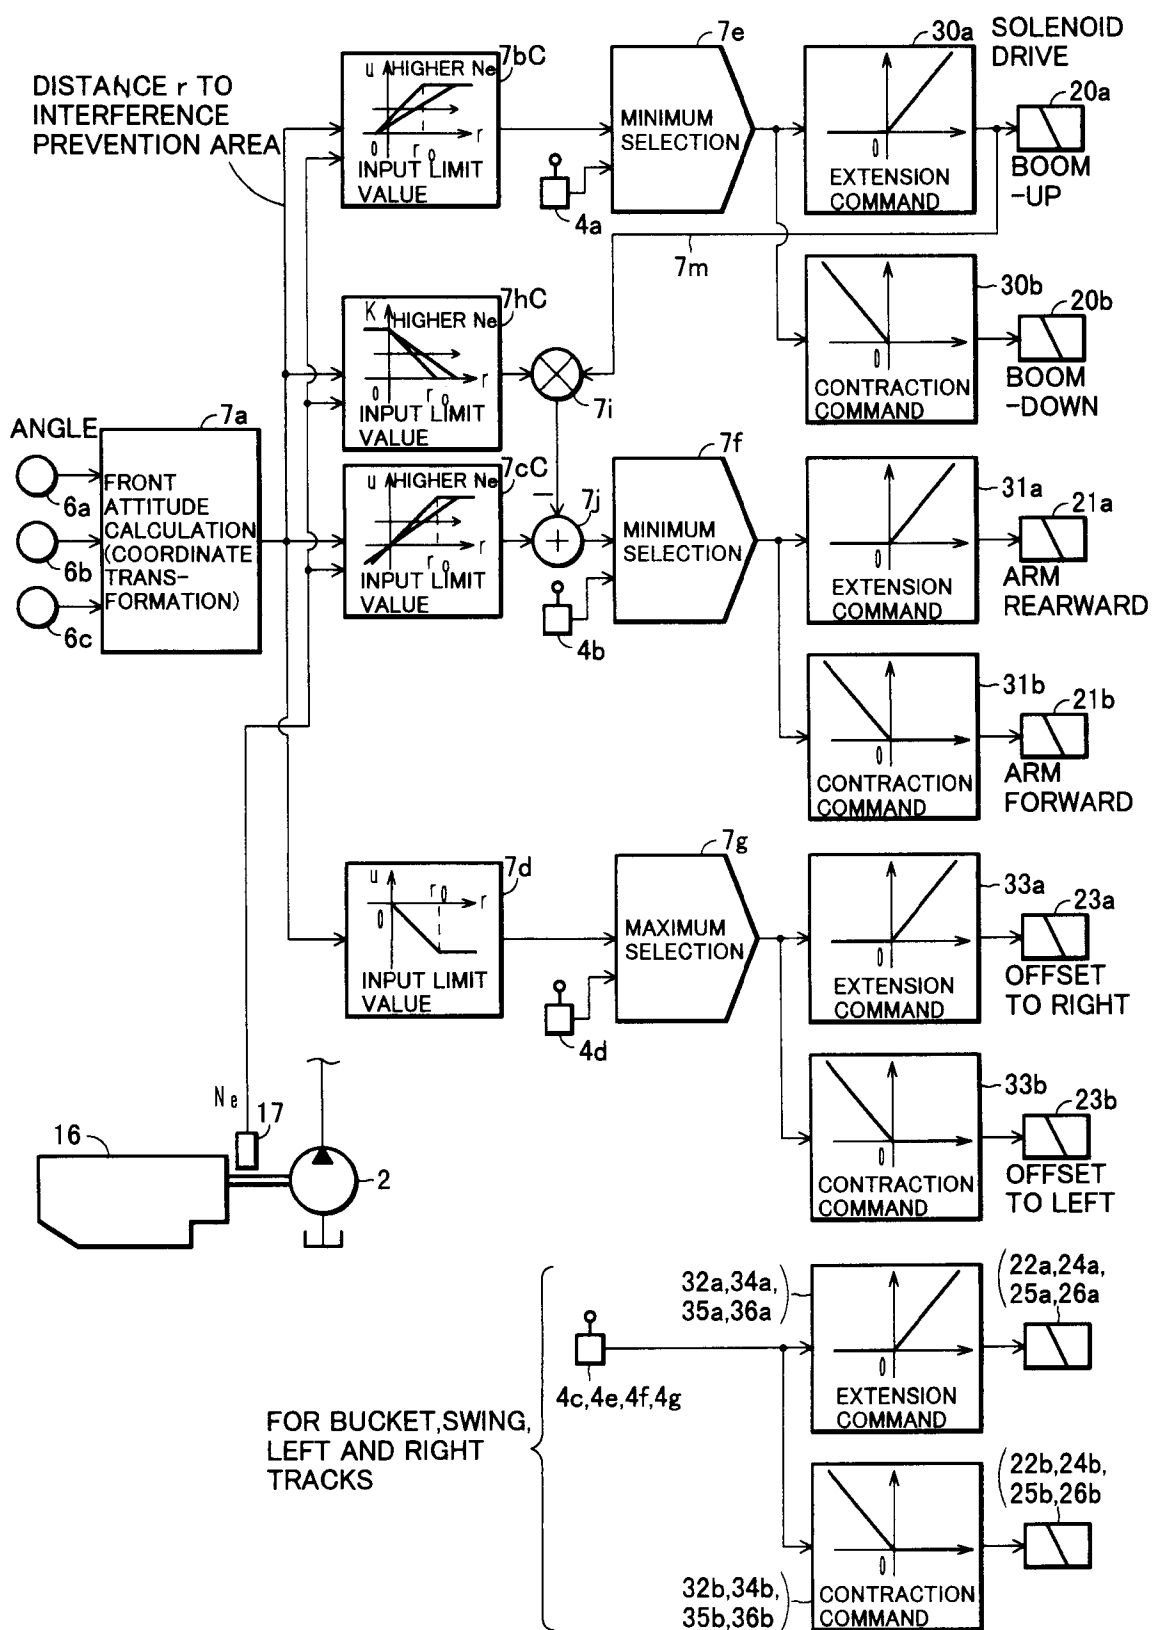 7e
30a
SOLENOID
DRIVE
7bC
20a
DISTANCE r TO
INTERFERENCE
PREVENTION AREA
u
HIGHER Ne
0
r0
r
INPUT LIMIT
VALUE
MINIMUM
SELECTION
4a
0
EXTENSION
COMMAND
BOOM
-UP
7m
7hC
K
HIGHER Ne
0
r0
r
INPUT LIMIT
VALUE
7i
30b
20b
0
CONTRACTION
COMMAND
BOOM
-DOWN
ANGLE
7a
6a
6b
6c
FRONT
ATTITUDE
CALCULATION
(COORDINATE
TRANS-
FORMATION)
7cC
u
HIGHER Ne
0
r0
r
INPUT LIMIT
VALUE
−
7j
+
4b
7f
MINIMUM
SELECTION
31a
21a
0
EXTENSION
COMMAND
ARM
REARWARD
31b
21b
0
CONTRACTION
COMMAND
ARM
FORWARD
7d
u
r0
r
0
INPUT LIMIT
VALUE
7g
MAXIMUM
SELECTION
4d
33a
23a
0
EXTENSION
COMMAND
OFFSET
TO RIGHT
33b
23b
0
CONTRACTION
COMMAND
OFFSET
TO LEFT
Ne
17
16
2
FOR BUCKET,SWING,
LEFT AND RIGHT
TRACKS
4c,4e,4f,4g
32a,34a,
35a,36a
22a,24a,
25a,26a
0
EXTENSION
COMMAND
22b,24b,
25b,26b
0
32b,34b,
35b,36b
CONTRACTION
COMMAND